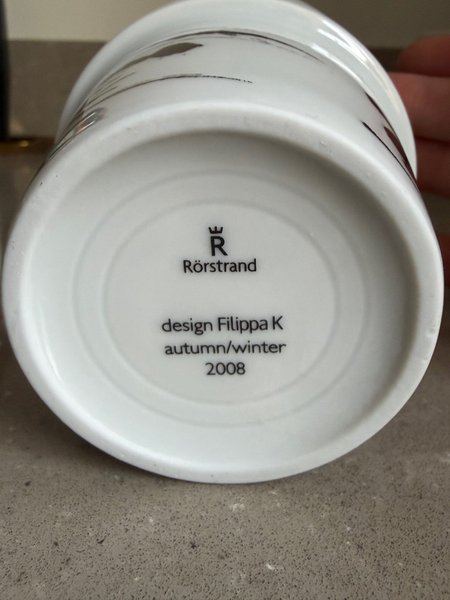 R
Rörstrand
design Filippa K
autumn/winter
2008